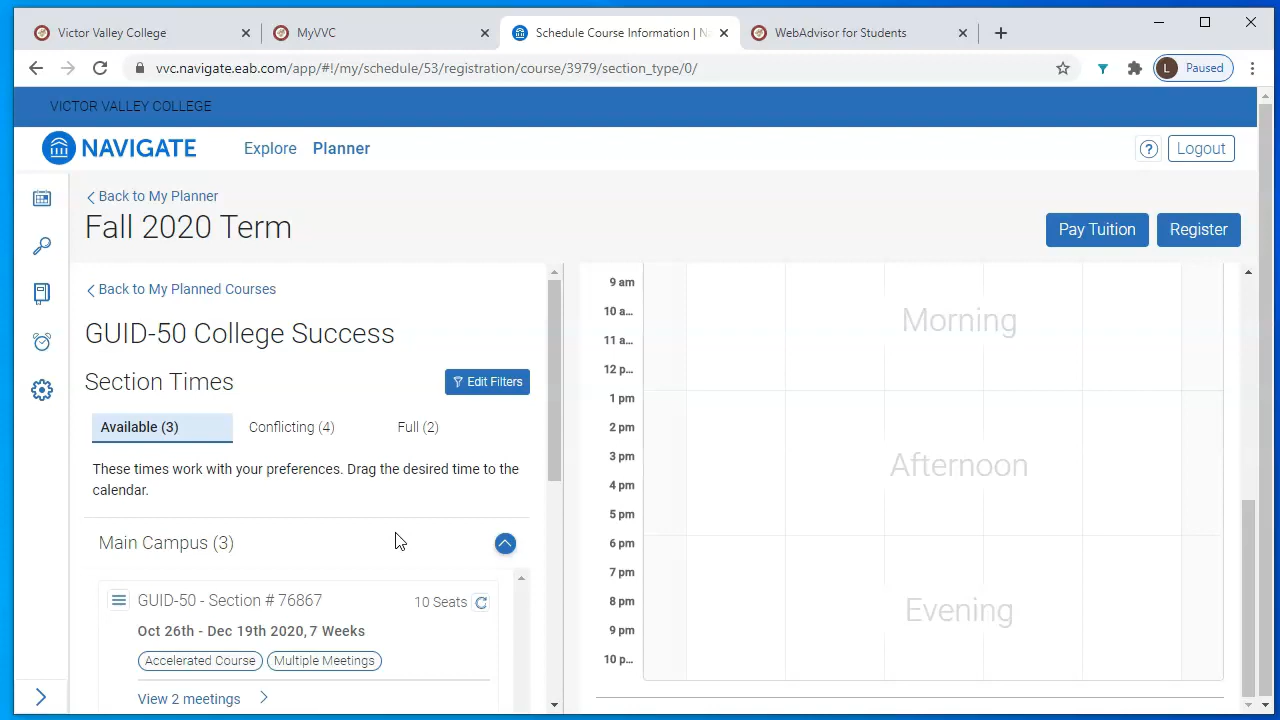 Victor Valley College
MyVVC
Schedule Course Information | N
WebAdvisor for Students
vvc.navigate.eab.com/app/#!/my/schedule/53/registration/course/3979/section_type/0/
L
Paused
VICTOR VALLEY COLLEGE
NAVIGATE
Explore
Planner
?
Logout
Back to My Planner
Fall 2020 Term
Pay Tuition
Register
Back to My Planned Courses
GUID-50 College Success
Section Times
Edit Filters
Available (3)
Conflicting (4)
Full (2)
These times work with your preferences. Drag the desired time to the
calendar.
Main Campus (3)
GUID-50 - Section # 76867
10 Seats
Oct 26th - Dec 19th 2020, 7 Weeks
Accelerated Course
Multiple Meetings
View 2 meetings
9 am
10 a...
11 a...
12 p...
1 pm
2 pm
3 pm
4 pm
5 pm
6 pm
7 pm
8 pm
9 pm
10 p...
Morning
Afternoon
Evening